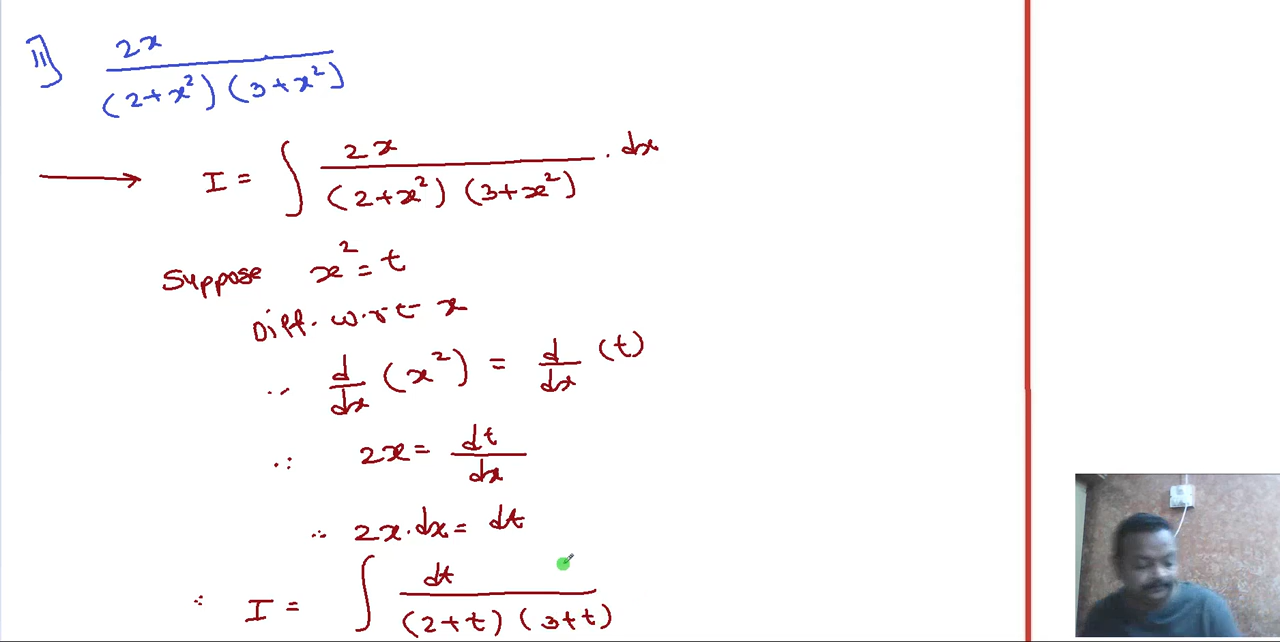 11] 2x / (2+x²) (3+x²)
→ I = ∫ 2x / (2+x²) (3+x²) . dx
Suppose x² = t
Diff. w.r.t x
∴ d/dx (x²) = d/dx (t)
∴ 2x = dt/dx
∴ 2x.dx = dt
∴ I = ∫ dt / (2+t) (3+t)